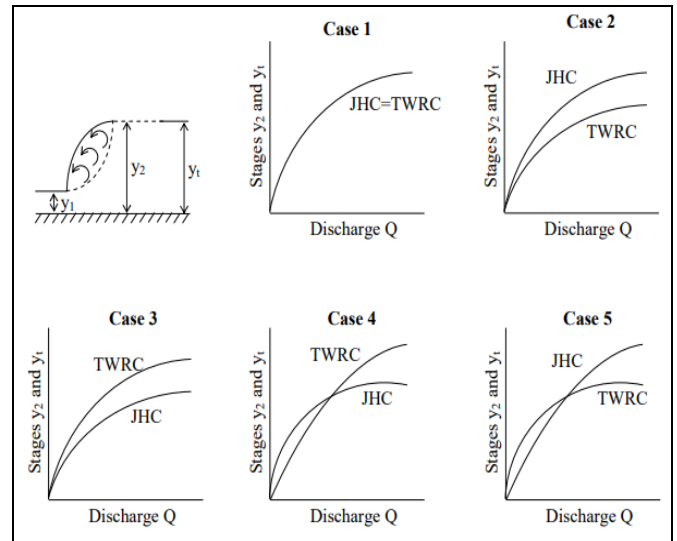 Case 1
Case 2
y1
y2
yt
Stages y2 and yt
JHC=TWRC
Discharge Q
Stages y2 and yt
JHC
TWRC
Discharge Q
Case 3
Case 4
Case 5
Stages y2 and yt
TWRC
JHC
Discharge Q
Stages y2 and yt
TWRC
JHC
Discharge Q
Stages y2 and yt
JHC
TWRC
Discharge Q